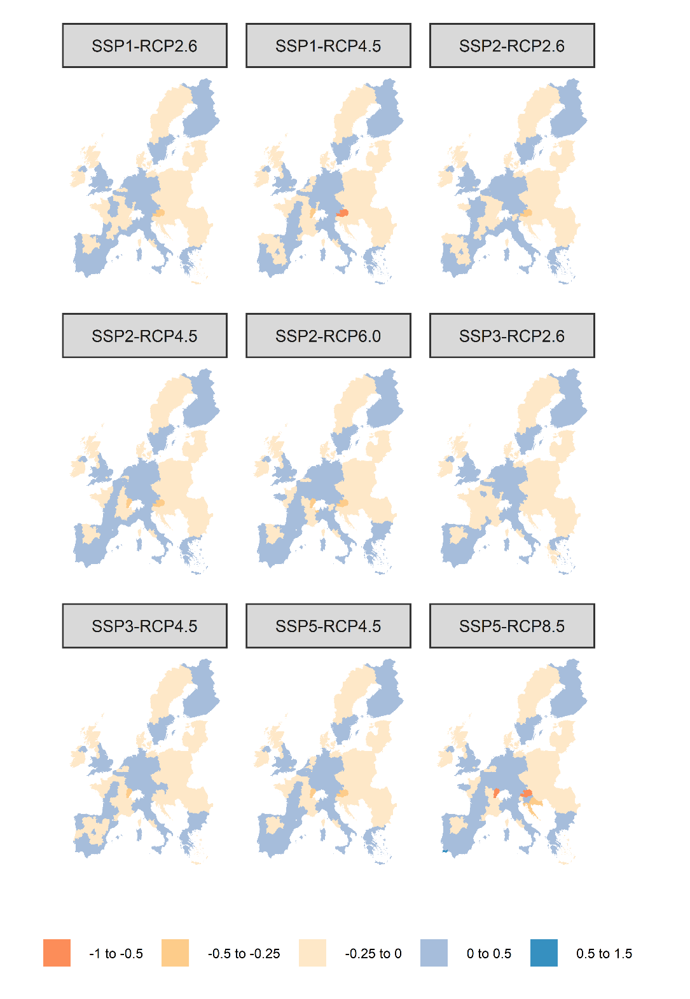 SSP1-RCP2.6
SSP1-RCP4.5
SSP2-RCP2.6
SSP2-RCP4.5
SSP2-RCP6.0
SSP3-RCP2.6
SSP3-RCP4.5
SSP5-RCP4.5
SSP5-RCP8.5
-1 to -0.5
-0.5 to -0.25
-0.25 to 0
0 to 0.5
0.5 to 1.5